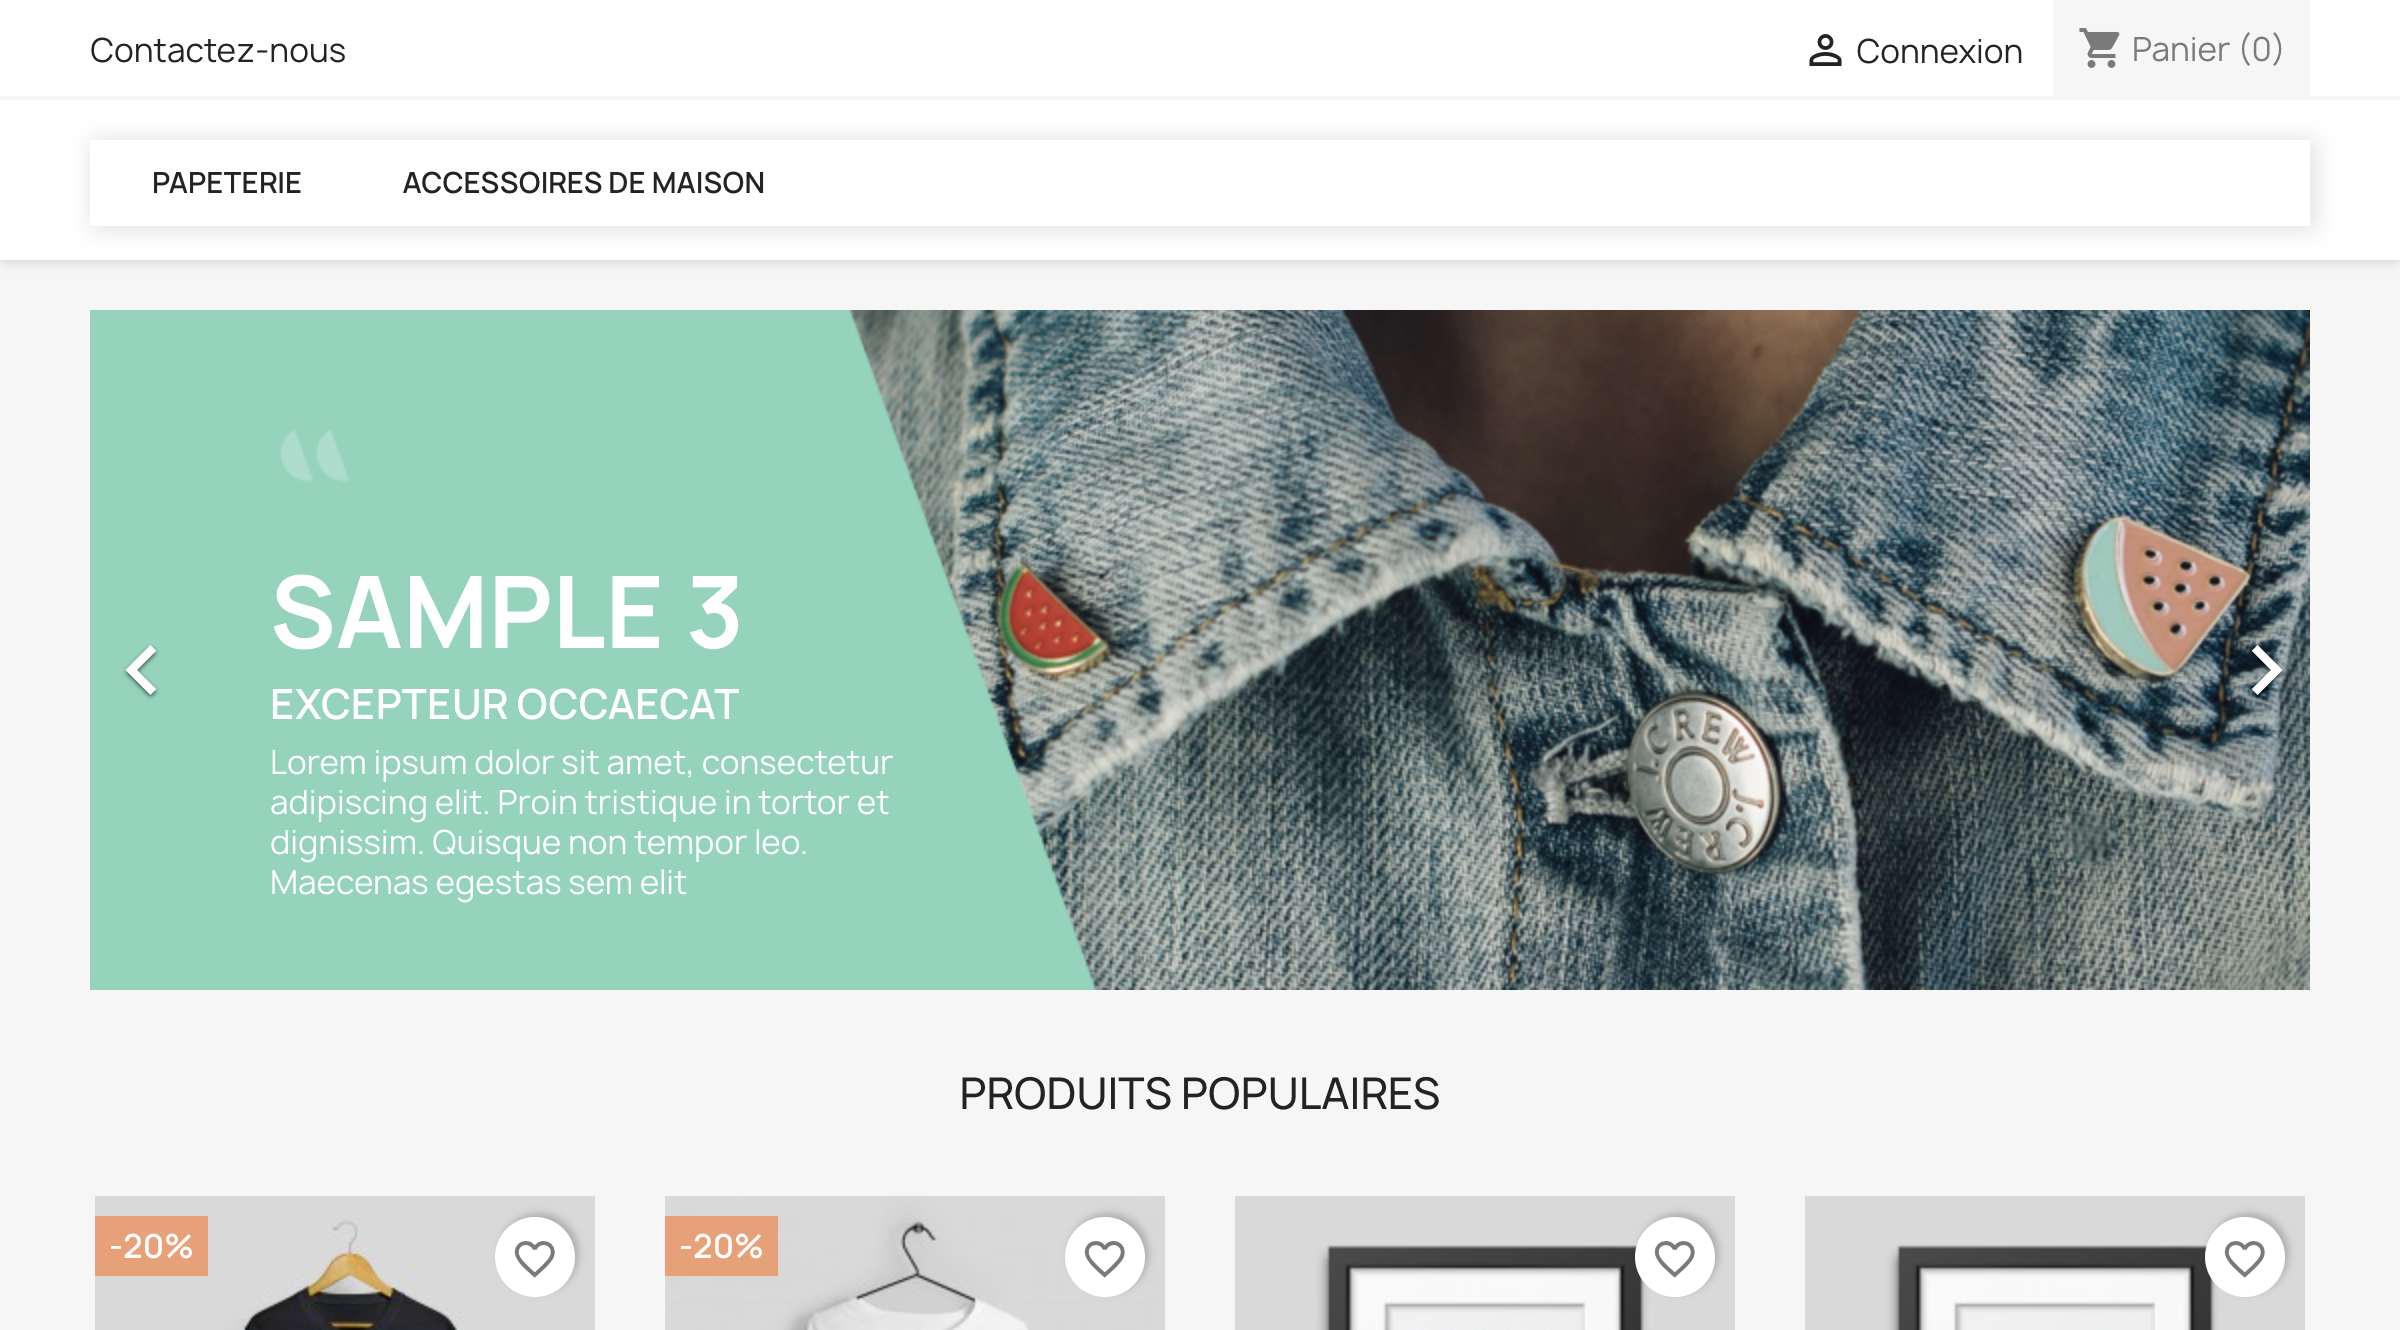 Contactez-nous
Connexion
Panier (0)
PAPETERIE
ACCESSOIRES DE MAISON
“
SAMPLE 3
EXCEPTEUR OCCAECAT
Lorem ipsum dolor sit amet, consectetur
adipiscing elit. Proin tristique in tortor et
dignissim. Quisque non tempor leo.
Maecenas egestas sem elit
J.CREW J.CREW
PRODUITS POPULAIRES
-20%
-20%